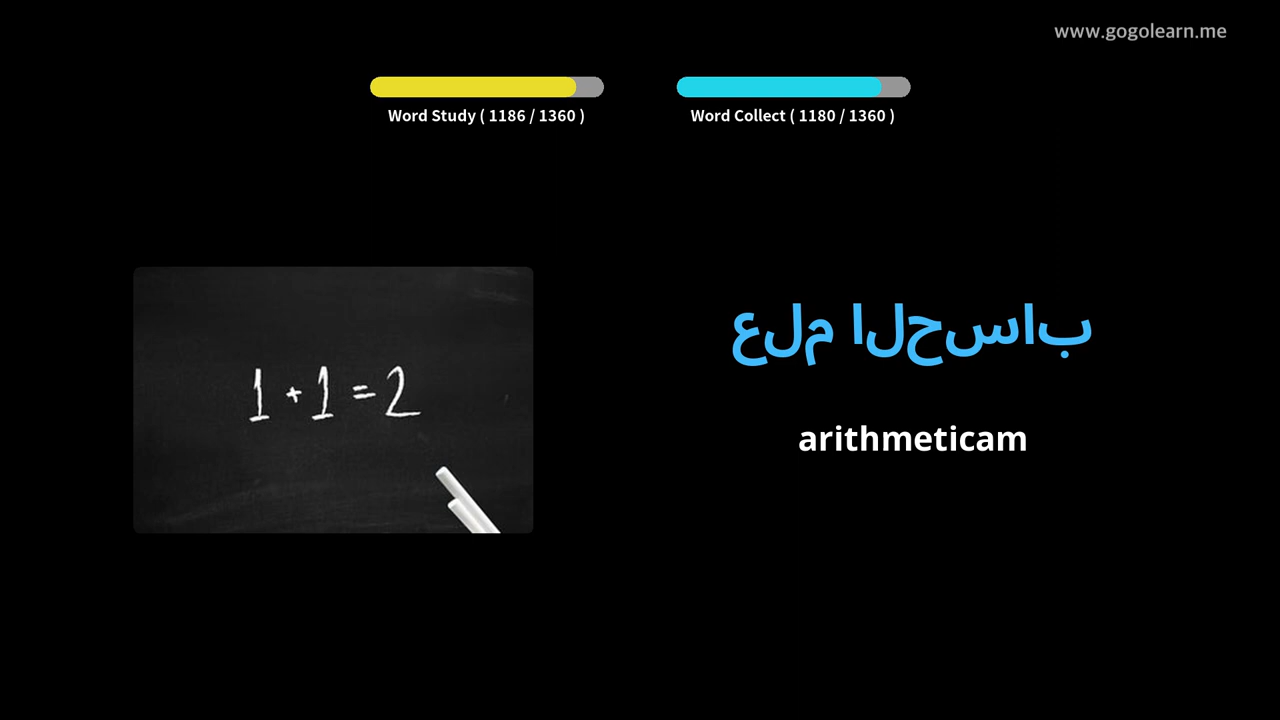 www.gogolearn.me
Word Study ( 1186 / 1360 )
Word Collect ( 1180 / 1360 )
1 + 1 = 2
علم الحساب
arithmeticam